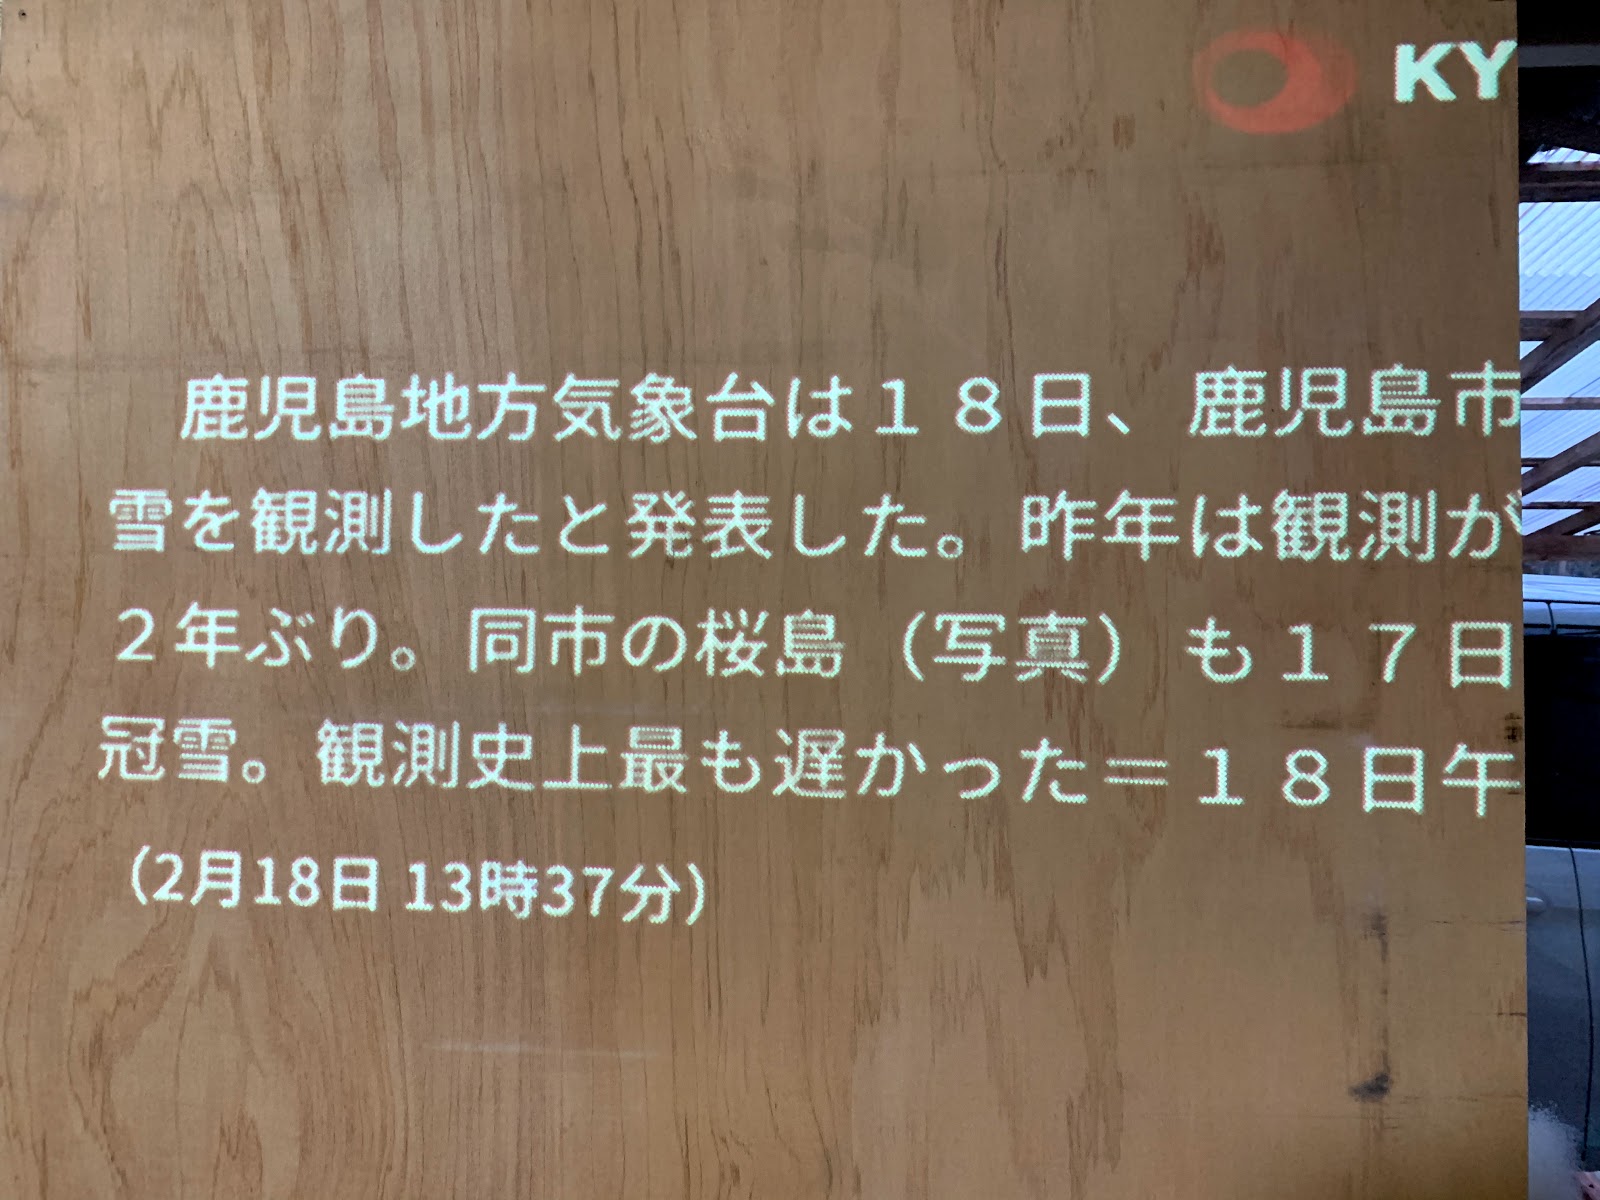 KY
鹿児島地方気象台は１８日、鹿児島市
雪を観測したと発表した。昨年は観測が
２年ぶり。同市の桜島（写真）も１７日
冠雪。観測史上最も遅かった＝１８日午
（2月18日 13時37分）